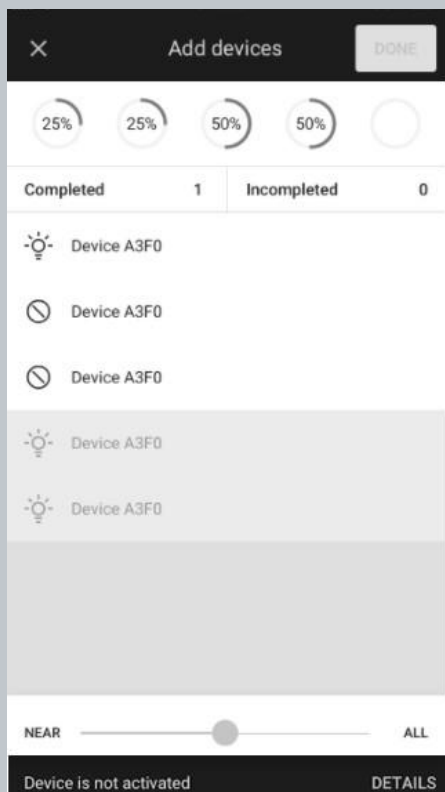 Add devices DONE
25% 25% 50% 50%
Completed 1 Incompleted 0
Device A3F0
Device A3F0
Device A3F0
Device A3F0
Device A3F0
NEAR ALL
Device is not activated DETAILS